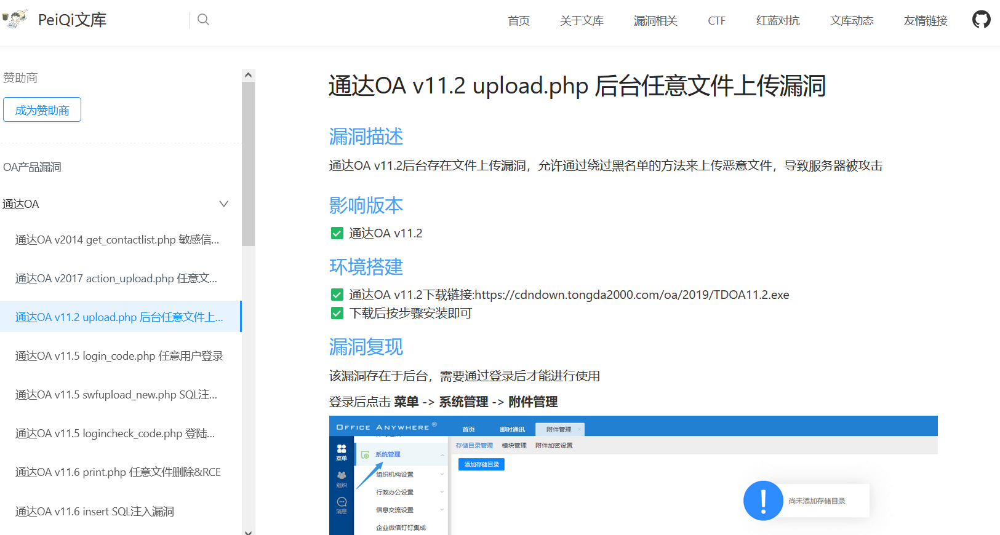 PeiQi文库
首页
关于文库
漏洞相关
CTF
红蓝对抗
文库动态
友情链接
赞助商
成为赞助商
OA产品漏洞
通达OA
通达OA v2014 get_contactlist.php 敏感信...
通达OA v2017 action_upload.php 任意文...
通达OA v11.2 upload.php 后台任意文件上...
通达OA v11.5 login_code.php 任意用户登录
通达OA v11.5 swfupload_new.php SQL注...
通达OA v11.5 logincheck_code.php 登陆...
通达OA v11.6 print.php 任意文件删除&RCE
通达OA v11.6 insert SQL注入漏洞
通达OA v11.2 upload.php 后台任意文件上传漏洞
漏洞描述
通达OA v11.2后台存在文件上传漏洞，允许通过绕过黑名单的方法来上传恶意文件，导致服务器被攻击
影响版本
通达OA v11.2
环境搭建
通达OA v11.2下载链接:https://cdndown.tongda2000.com/oa/2019/TDOA11.2.exe
下载后按步骤安装即可
漏洞复现
该漏洞存在于后台，需要通过登录后才能进行使用
登录后点击 菜单 -> 系统管理 -> 附件管理
OFFICE ANYWHERE®
首页
即时通讯
附件管理
菜单
组织
消息
系统管理
组织机构设置
行政办公设置
信息交流设置
企业微信钉钉集成
存储目录管理
模块管理
附件加密设置
添加存储目录
尚未添加存储目录